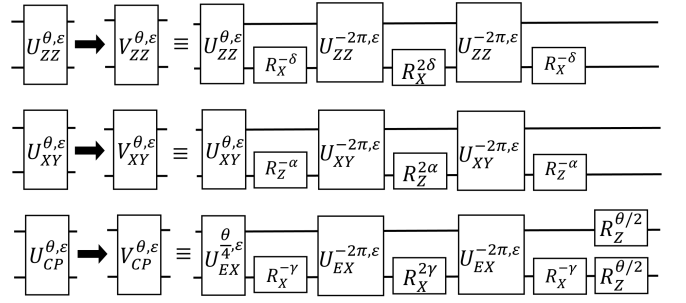 U_{ZZ}^{θ,ε} → V_{ZZ}^{θ,ε} ≡ U_{ZZ}^{θ,ε} R_X^{-δ} U_{ZZ}^{-2π,ε} R_X^{2δ} U_{ZZ}^{-2π,ε} R_X^{-δ}
U_{XY}^{θ,ε} → V_{XY}^{θ,ε} ≡ U_{XY}^{θ,ε} R_Z^{-α} U_{XY}^{-2π,ε} R_Z^{2α} U_{XY}^{-2π,ε} R_Z^{-α}
R_Z^{θ/2}
U_{CP}^{θ,ε} → V_{CP}^{θ,ε} ≡ U_{EX}^{\frac{θ}{4},ε} R_X^{-γ} U_{EX}^{-2π,ε} R_X^{2γ} U_{EX}^{-2π,ε} R_X^{-γ} R_Z^{θ/2}